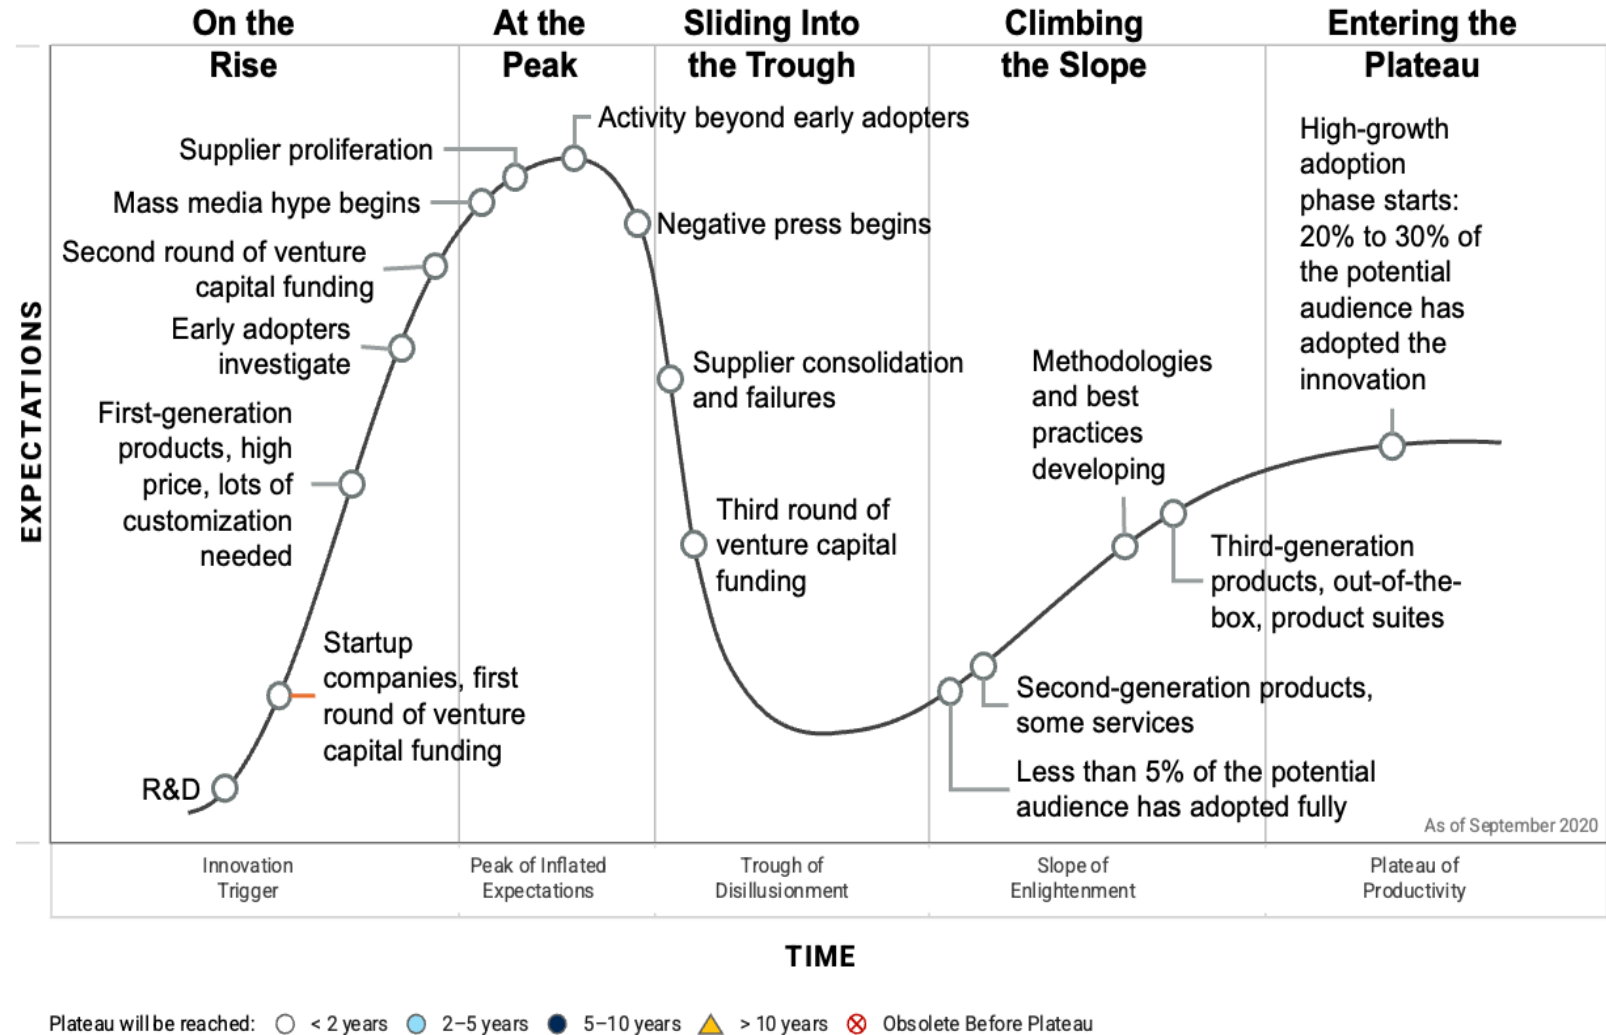 On the
Rise
At the
Peak
Sliding Into
the Trough
Climbing
the Slope
Entering the
Plateau
Activity beyond early adopters
Supplier proliferation
Mass media hype begins
Second round of venture
capital funding
Early adopters
investigate
First-generation
products, high
price, lots of
customization
needed
Startup
companies, first
round of venture
capital funding
R&D
Negative press begins
Supplier consolidation
and failures
Third round of
venture capital
funding
Methodologies
and best
practices
developing
High-growth
adoption
phase starts:
20% to 30% of
the potential
audience has
adopted the
innovation
Third-generation
products, out-of-the-
box, product suites
Second-generation products,
some services
Less than 5% of the potential
audience has adopted fully
As of September 2020
EXPECTATIONS
Innovation
Trigger
Peak of Inflated
Expectations
Trough of
Disillusionment
Slope of
Enlightenment
Plateau of
Productivity
TIME
Plateau will be reached: < 2 years 2–5 years 5–10 years > 10 years Obsolete Before Plateau